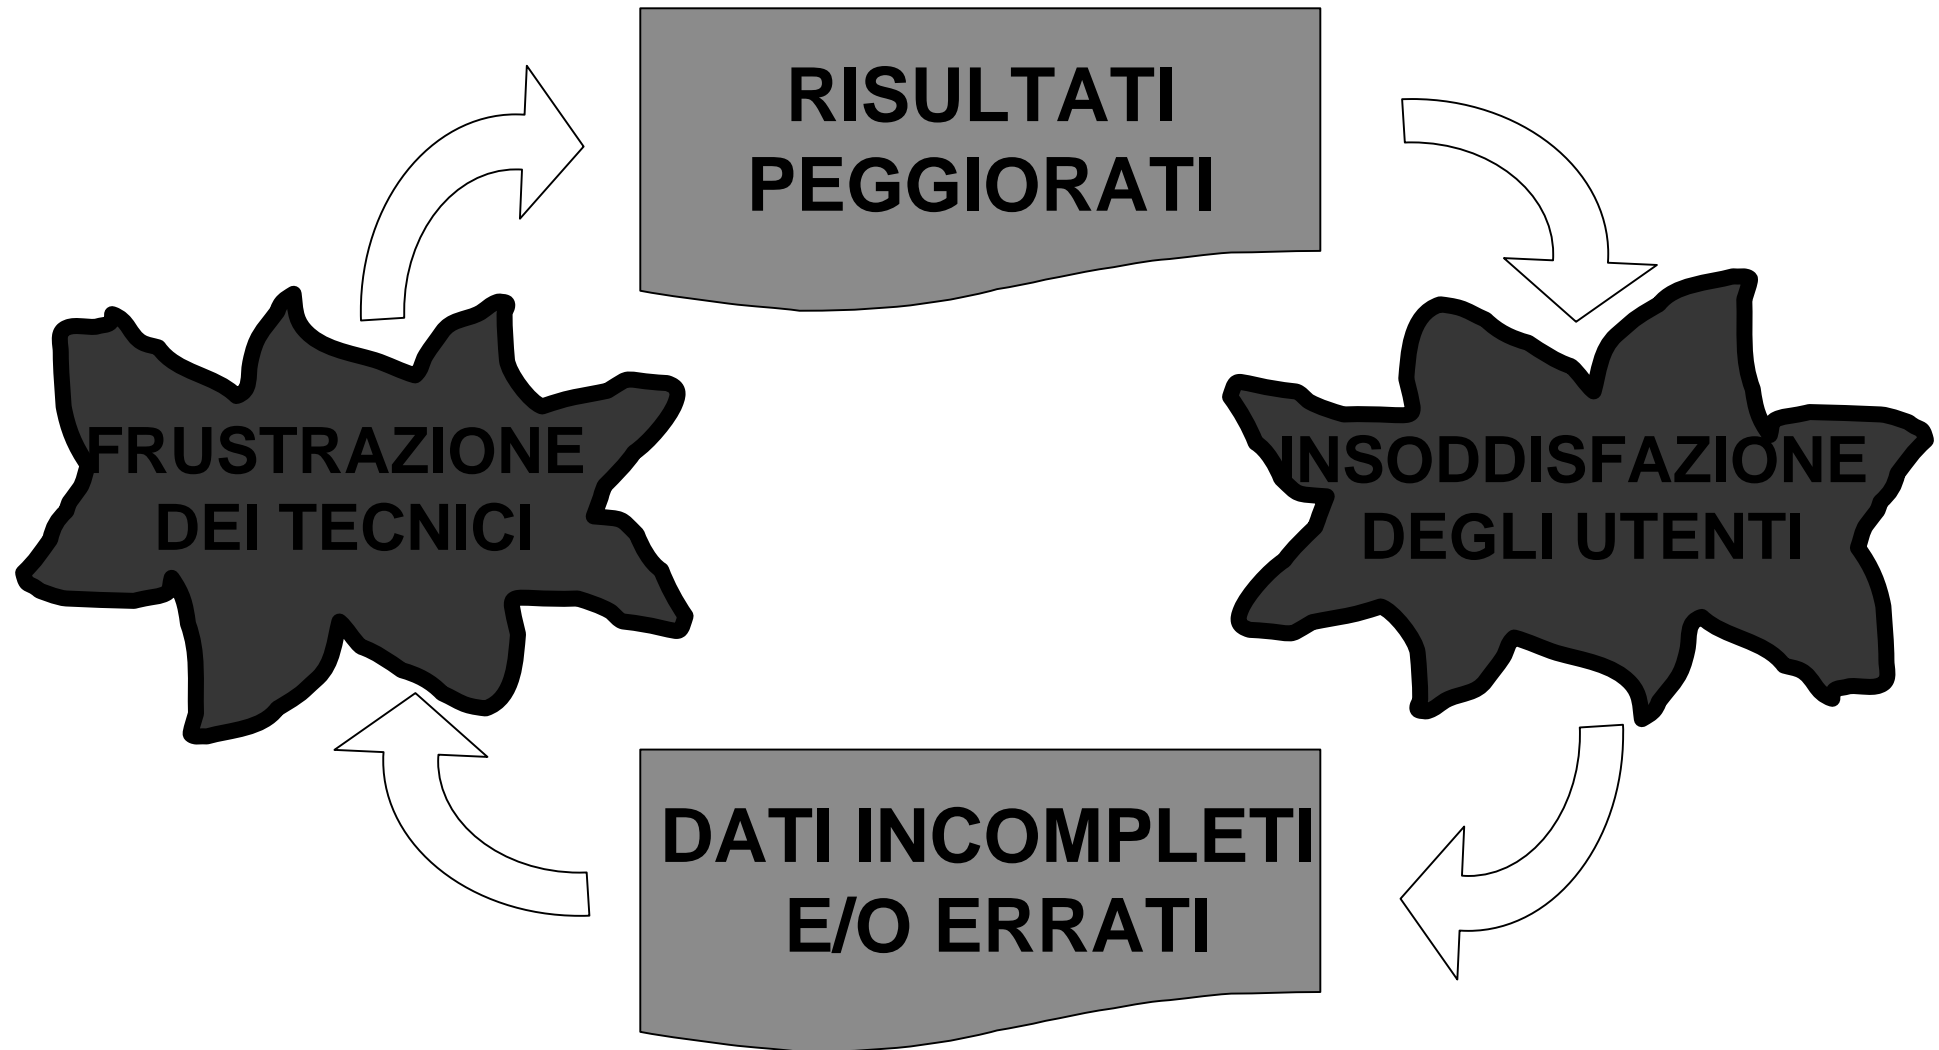 RISULTATI
PEGGIORATI
FRUSTRAZIONE
DEI TECNICI
INSODDISFAZIONE
DEGLI UTENTI
DATI INCOMPLETI
E/O ERRATI